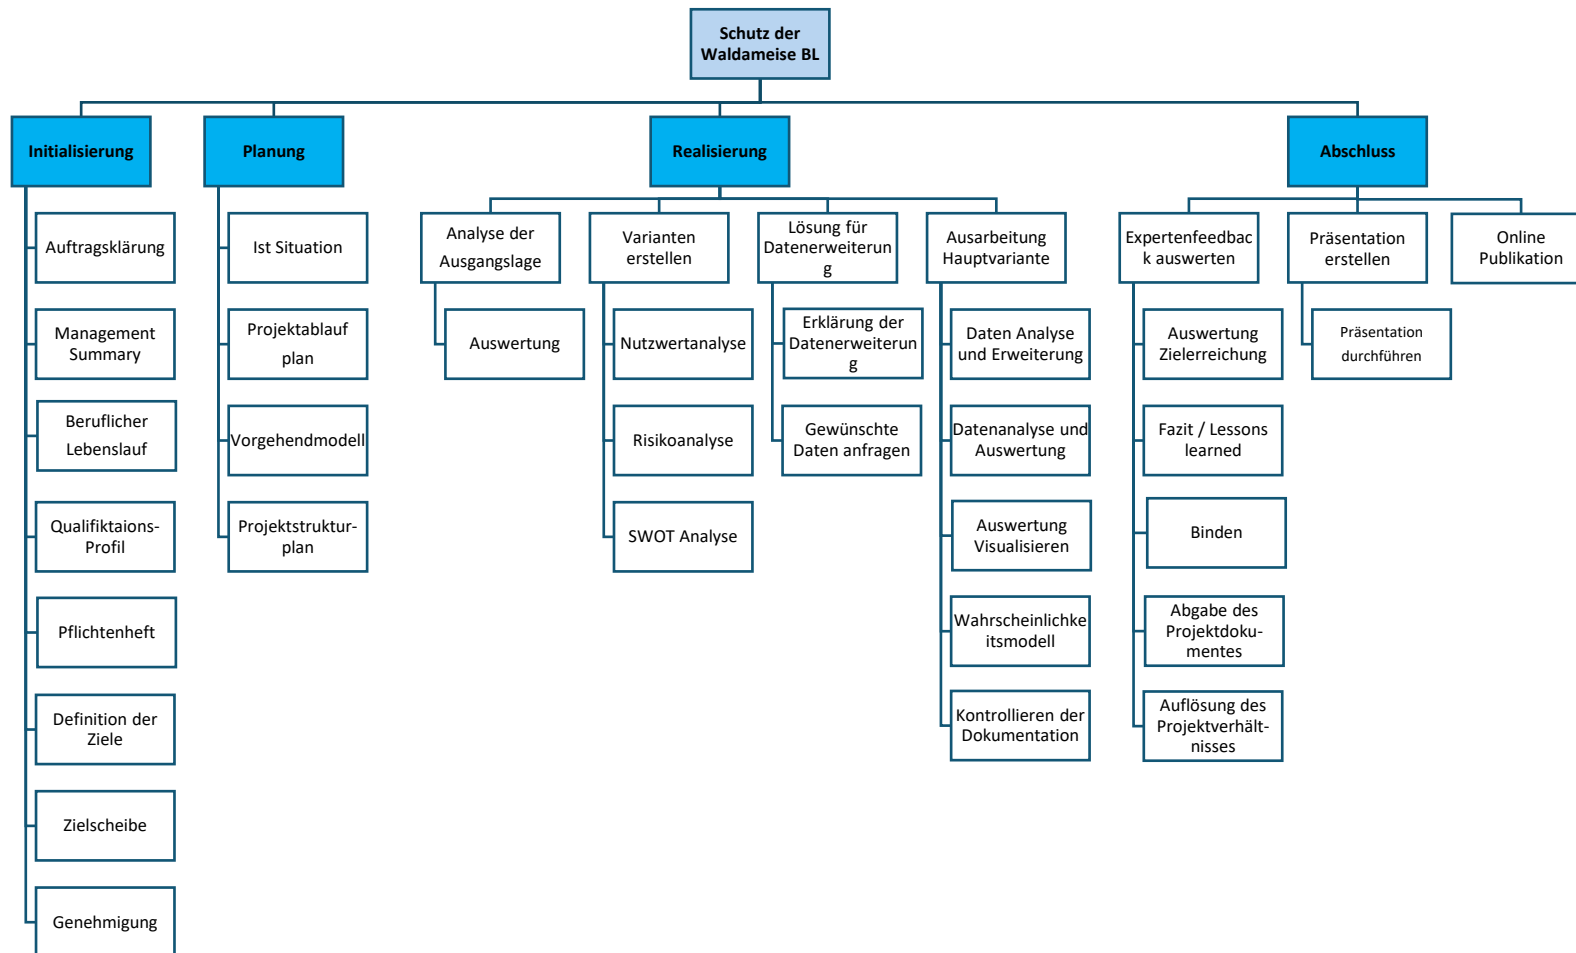 Schutz der
Waldameise BL
Initialisierung
Planung
Realisierung
Abschluss
Auftragsklärung
Management
Summary
Beruflicher
Lebenslauf
Qualifiktaions-
Profil
Pflichtenheft
Definition der
Ziele
Zielscheibe
Genehmigung
Ist Situation
Projektablauf
plan
Vorgehendmodell
Projektstruktur-
plan
Analyse der
Ausgangslage
Auswertung
Varianten
erstellen
Nutzwertanalyse
Risikoanalyse
SWOT Analyse
Lösung für
Datenerweiterun
g
Erklärung der
Datenerweiterun
g
Gewünschte
Daten anfragen
Ausarbeitung
Hauptvariante
Daten Analyse
und Erweiterung
Datenanalyse und
Auswertung
Auswertung
Visualisieren
Wahrscheinlichke
itsmodell
Kontrollieren der
Dokumentation
Expertenfeedbac
k auswerten
Auswertung
Zielerreichung
Fazit / Lessons
learned
Binden
Abgabe des
Projektdoku-
mentes
Auflösung des
Projektverhält-
nisses
Präsentation
erstellen
Präsentation
durchführen
Online
Publikation